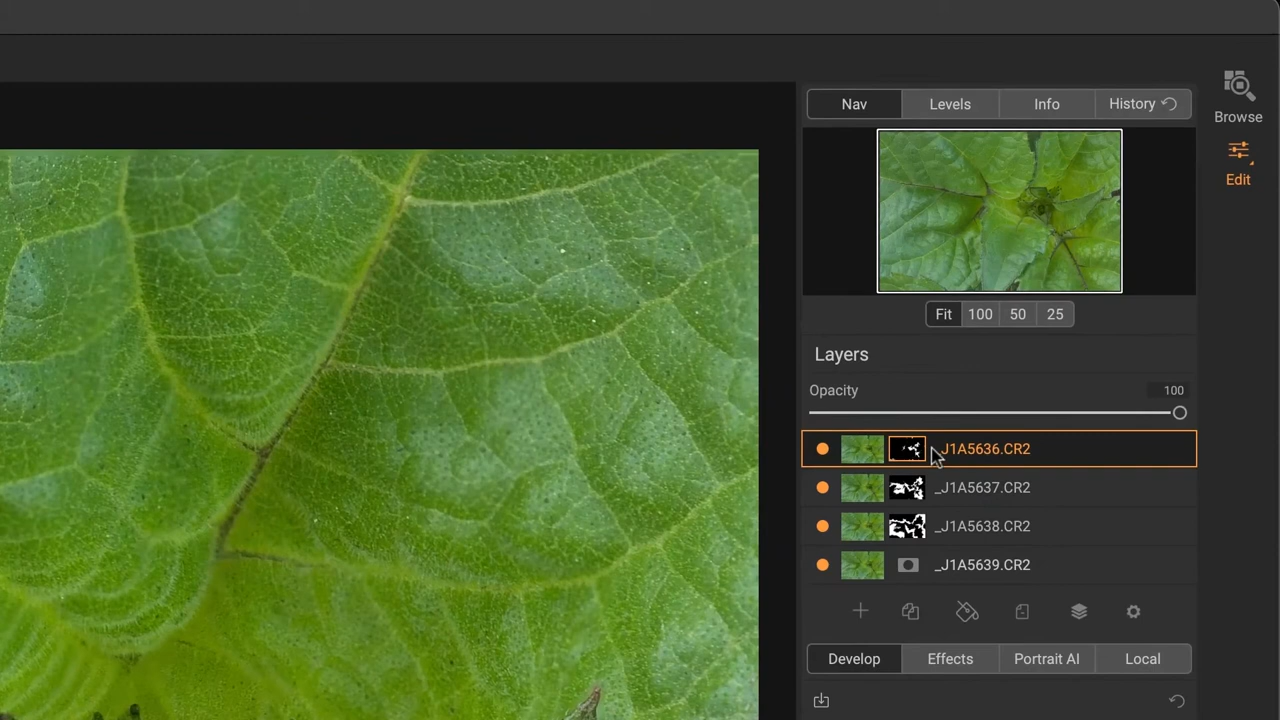 Nav Levels Info History
Browse
Edit
Fit 100 50 25
Layers
Opacity 100
_J1A5636.CR2
_J1A5637.CR2
_J1A5638.CR2
_J1A5639.CR2
Develop Effects Portrait AI Local